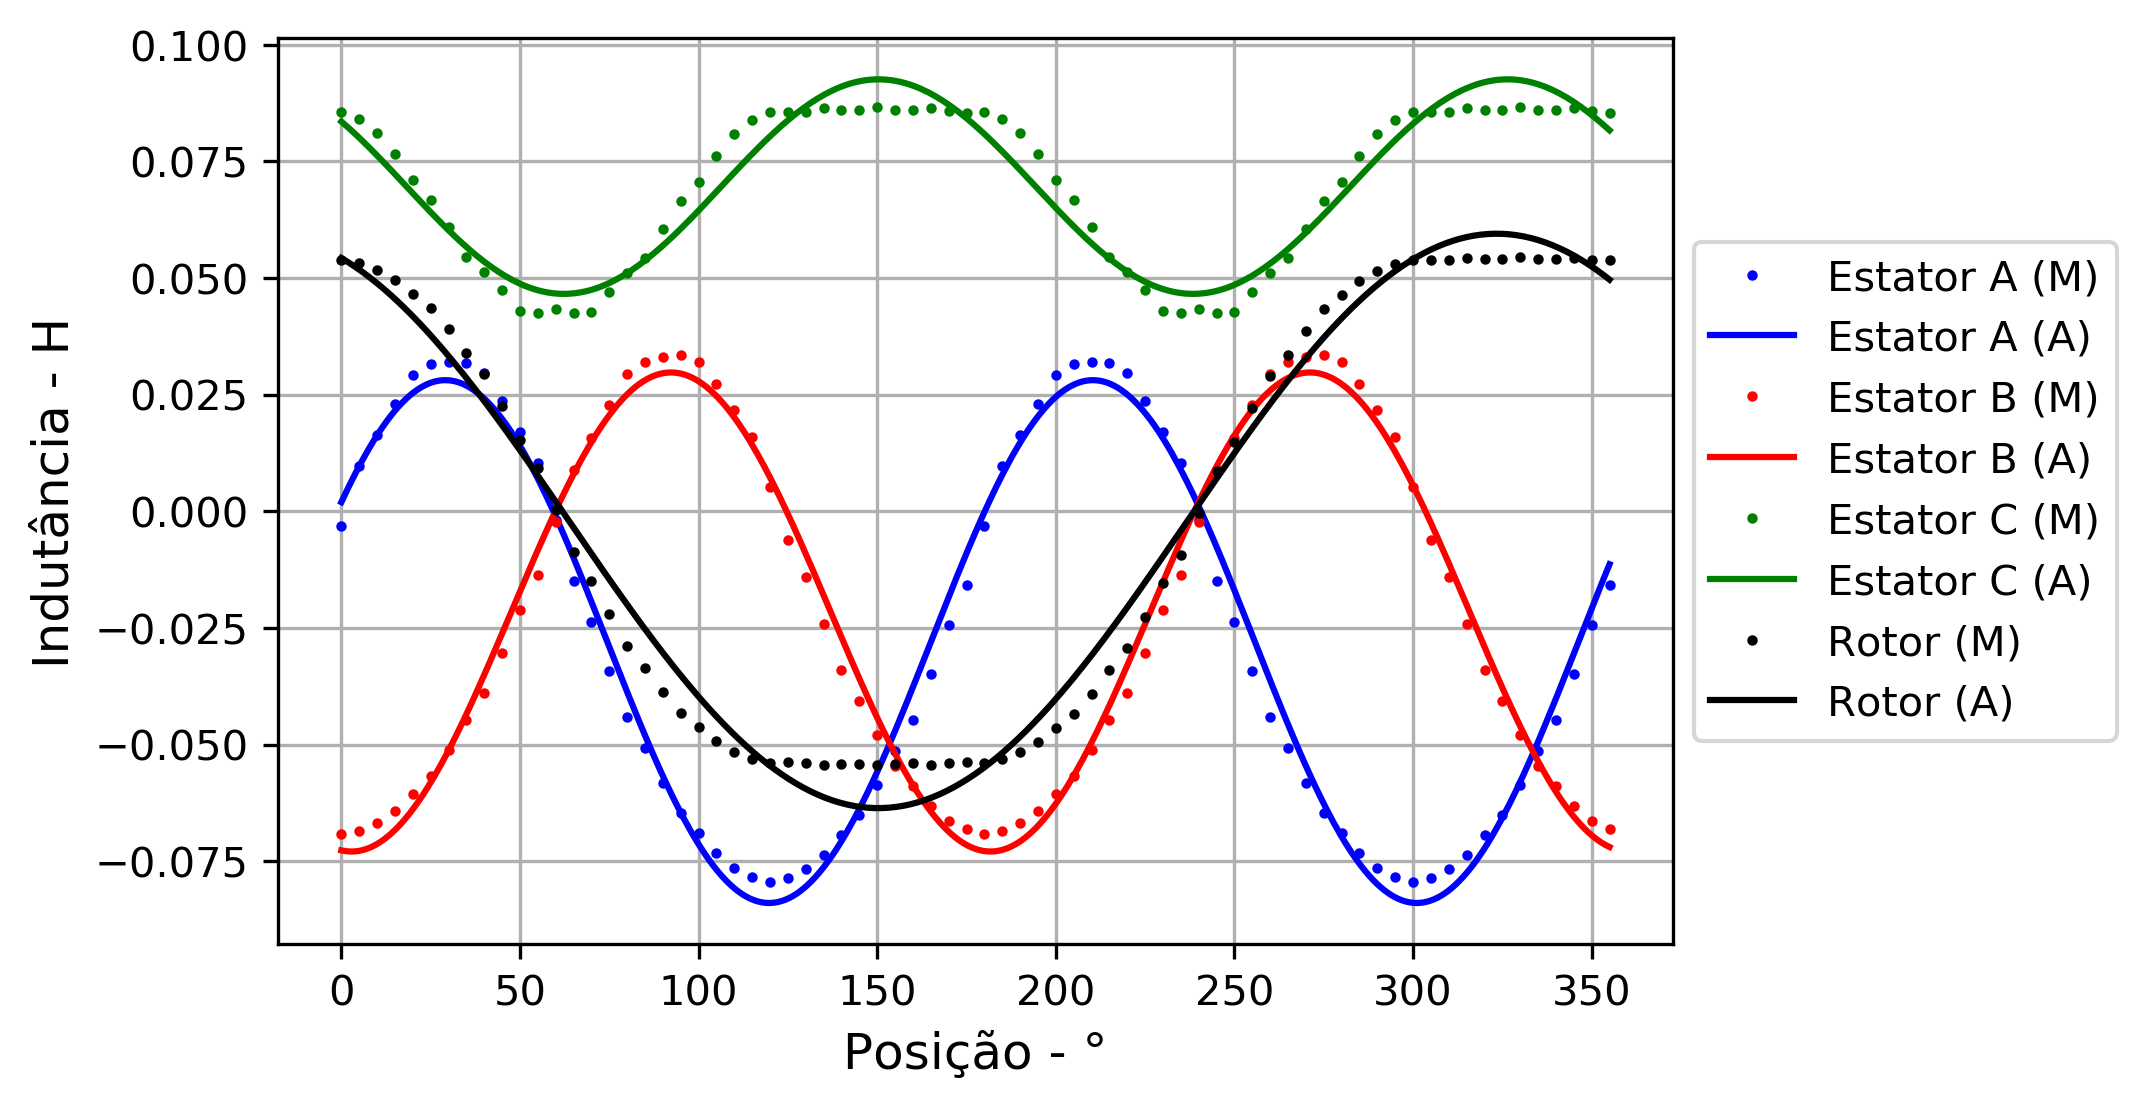 0.100
0.075
0.050
0.025
0.000
−0.025
−0.050
−0.075
Indutância - H
0 50 100 150 200 250 300 350
Posição - °
Estator A (M)
Estator A (A)
Estator B (M)
Estator B (A)
Estator C (M)
Estator C (A)
Rotor (M)
Rotor (A)